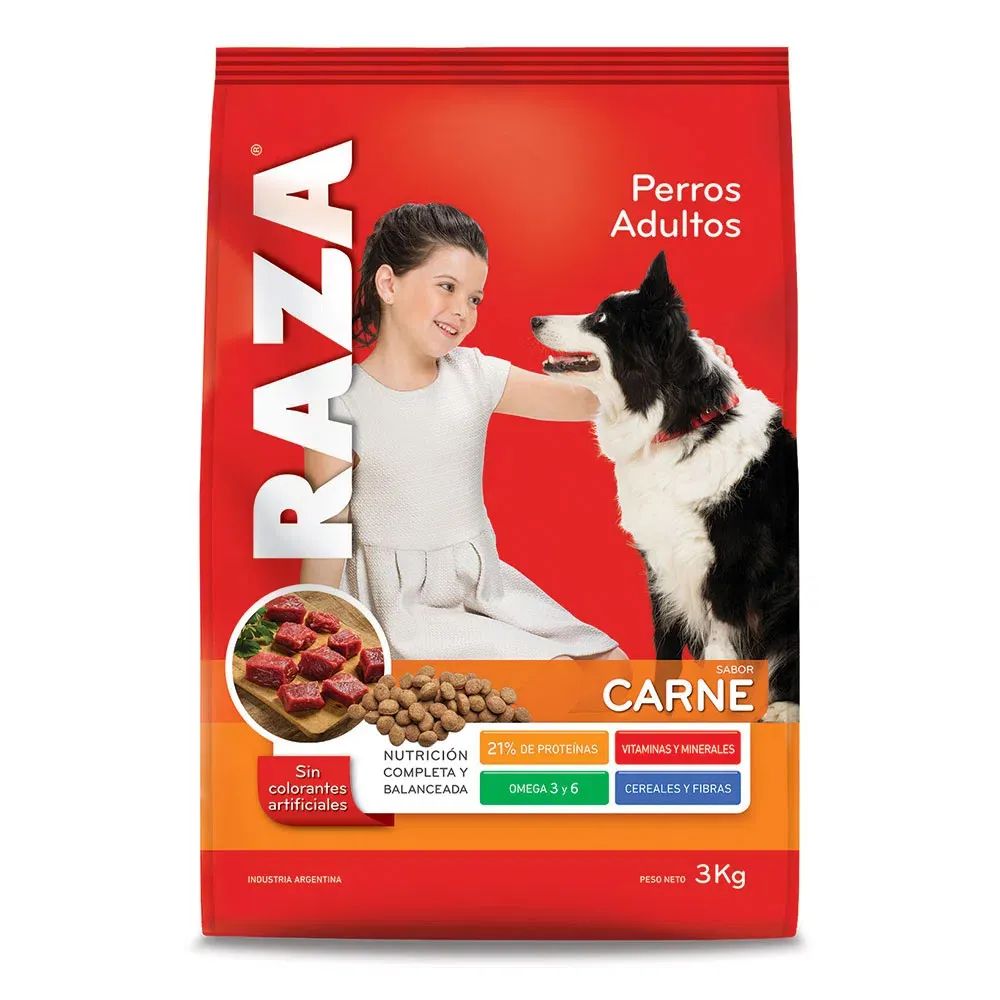 RAZA®
Perros
Adultos
SABOR
CARNE
Sin
colorantes
artificiales
NUTRICIÓN
COMPLETA Y
BALANCEADA
21% DE PROTEÍNAS
VITAMINAS Y MINERALES
OMEGA 3 y 6
CEREALES Y FIBRAS
INDUSTRIA ARGENTINA
PESO NETO 3Kg